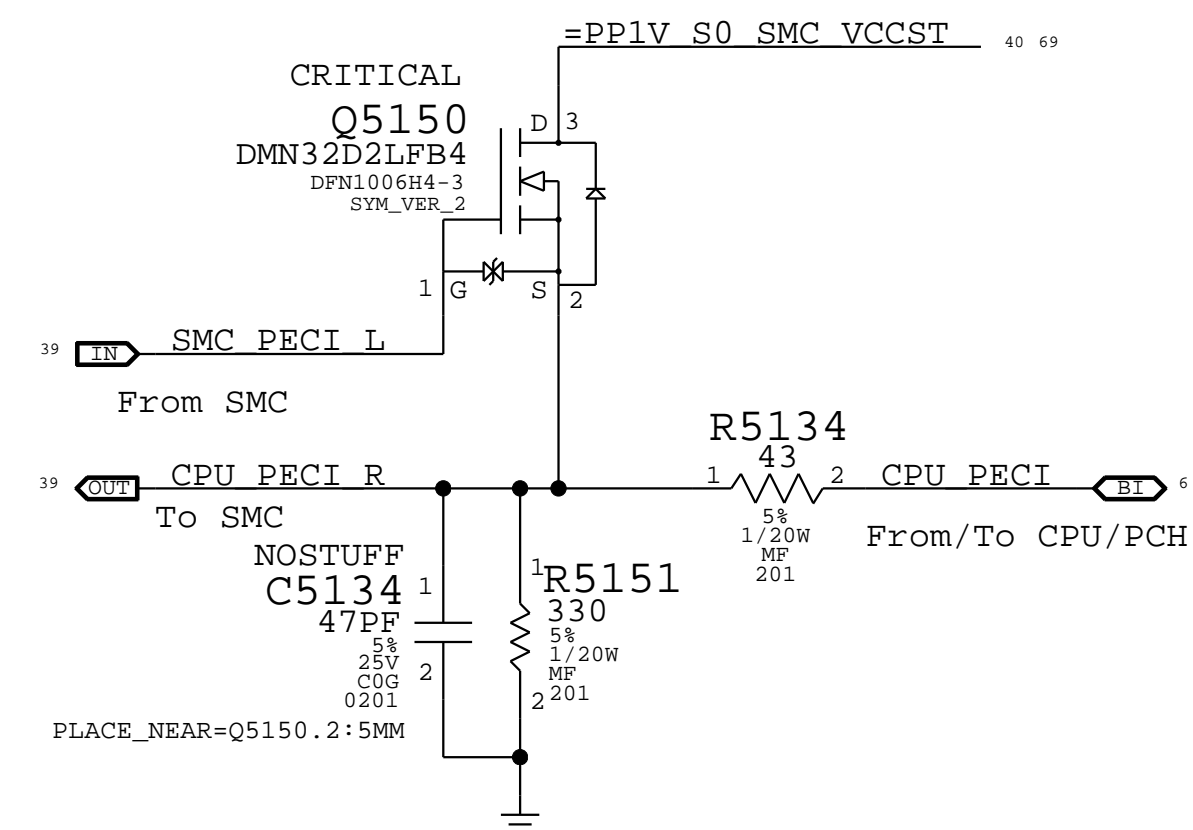 =PP1V_S0_SMC_VCCST 40 69
CRITICAL
Q5150
DMN32D2LFB4
DFN1006H4-3
SYM_VER_2
D 3
1 G S 2
39 IN SMC_PECI_L
From SMC
39 OUT CPU_PECI_R
To SMC
R5134
43
1 2
5%
1/20W
MF
201
CPU_PECI BI 6
From/To CPU/PCH
NOSTUFF
C5134
47PF
5%
25V
C0G
0201
1
2
PLACE_NEAR=Q5150.2:5MM
1
R5151
330
5%
1/20W
MF
201
2